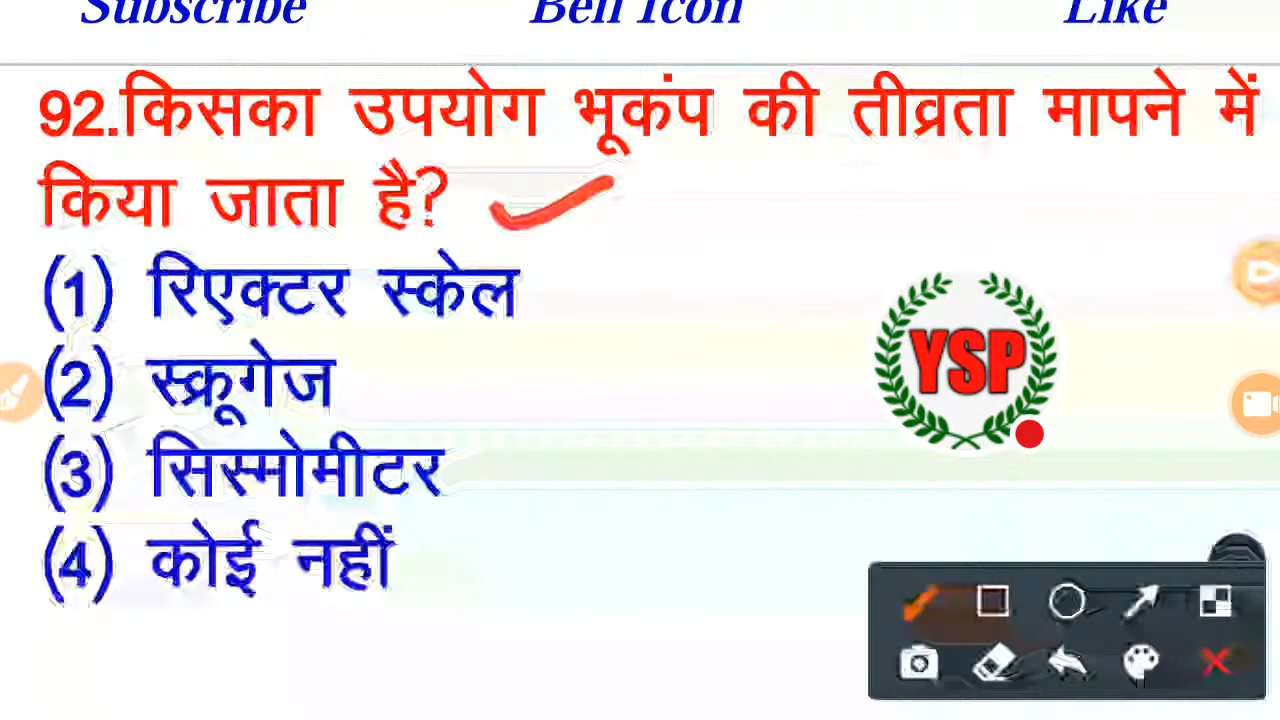 Subscribe Bell Icon Like
92.किसका उपयोग भूकंप की तीव्रता मापने में
किया जाता है?
(1) रिएक्टर स्केल
(2) स्क्रूगेज
(3) सिस्मोमीटर
(4) कोई नहीं
YSP